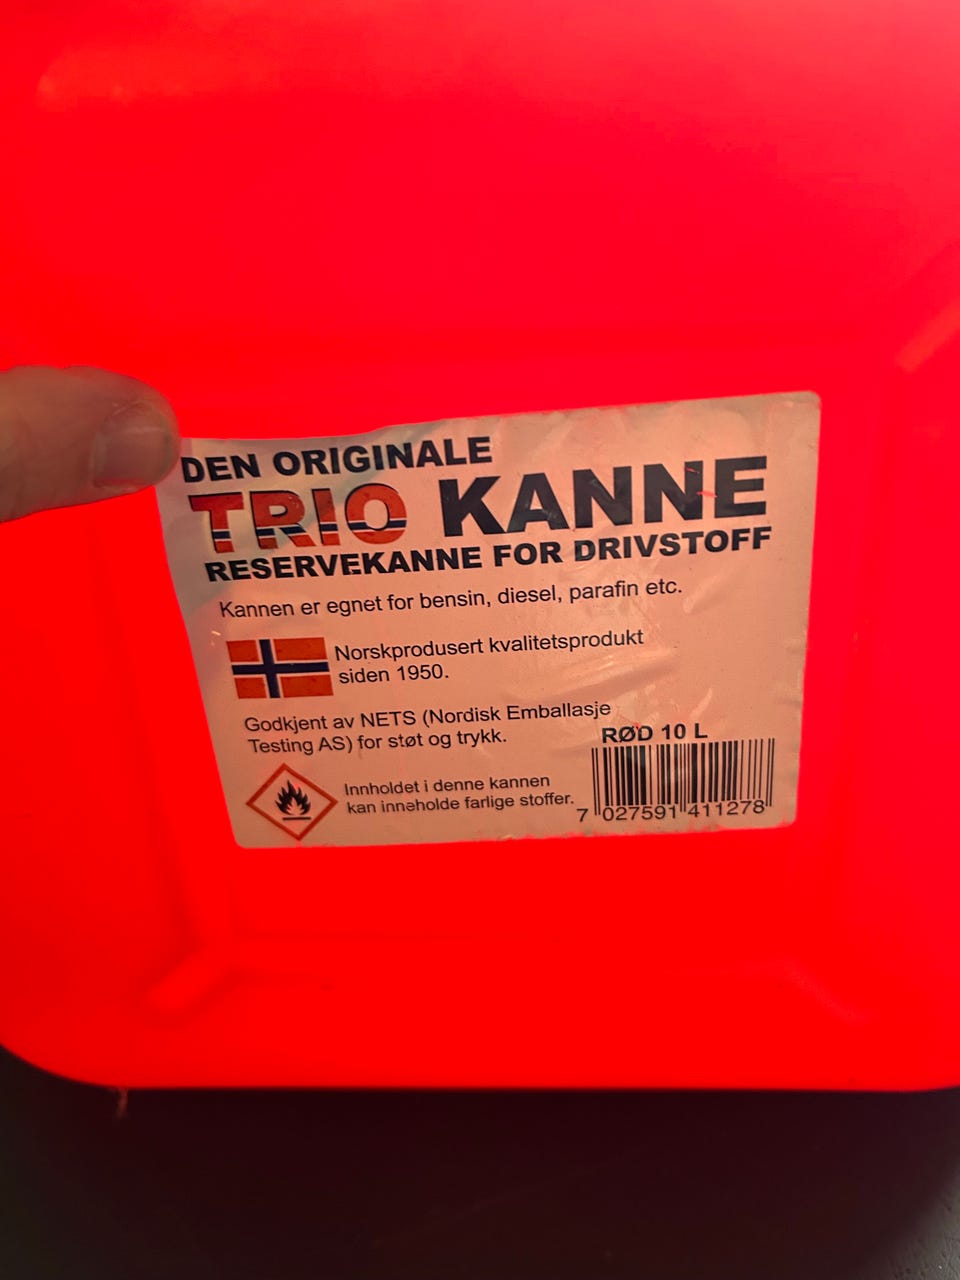 DEN ORIGINALE
TRIO KANNE
RESERVEKANNE FOR DRIVSTOFF
Kannen er egnet for bensin, diesel, parafin etc.
Norskprodusert kvalitetsprodukt
siden 1950.
Godkjent av NETS (Nordisk Emballasje
Testing AS) for støt og trykk.
RØD 10 L
Innholdet i denne kannen
kan inneholde farlige stoffer.
7 027591 411278